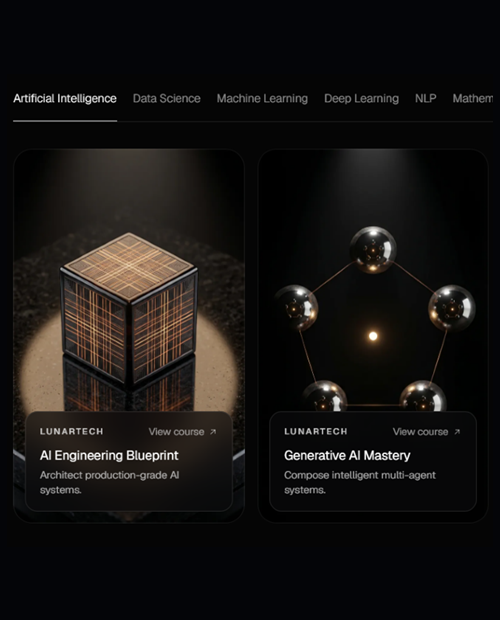 Artificial Intelligence Data Science Machine Learning Deep Learning NLP Mathem
LUNARTECH View course ↗
AI Engineering Blueprint
Architect production-grade AI
systems.
LUNARTECH View course ↗
Generative AI Mastery
Compose intelligent multi-agent
systems.